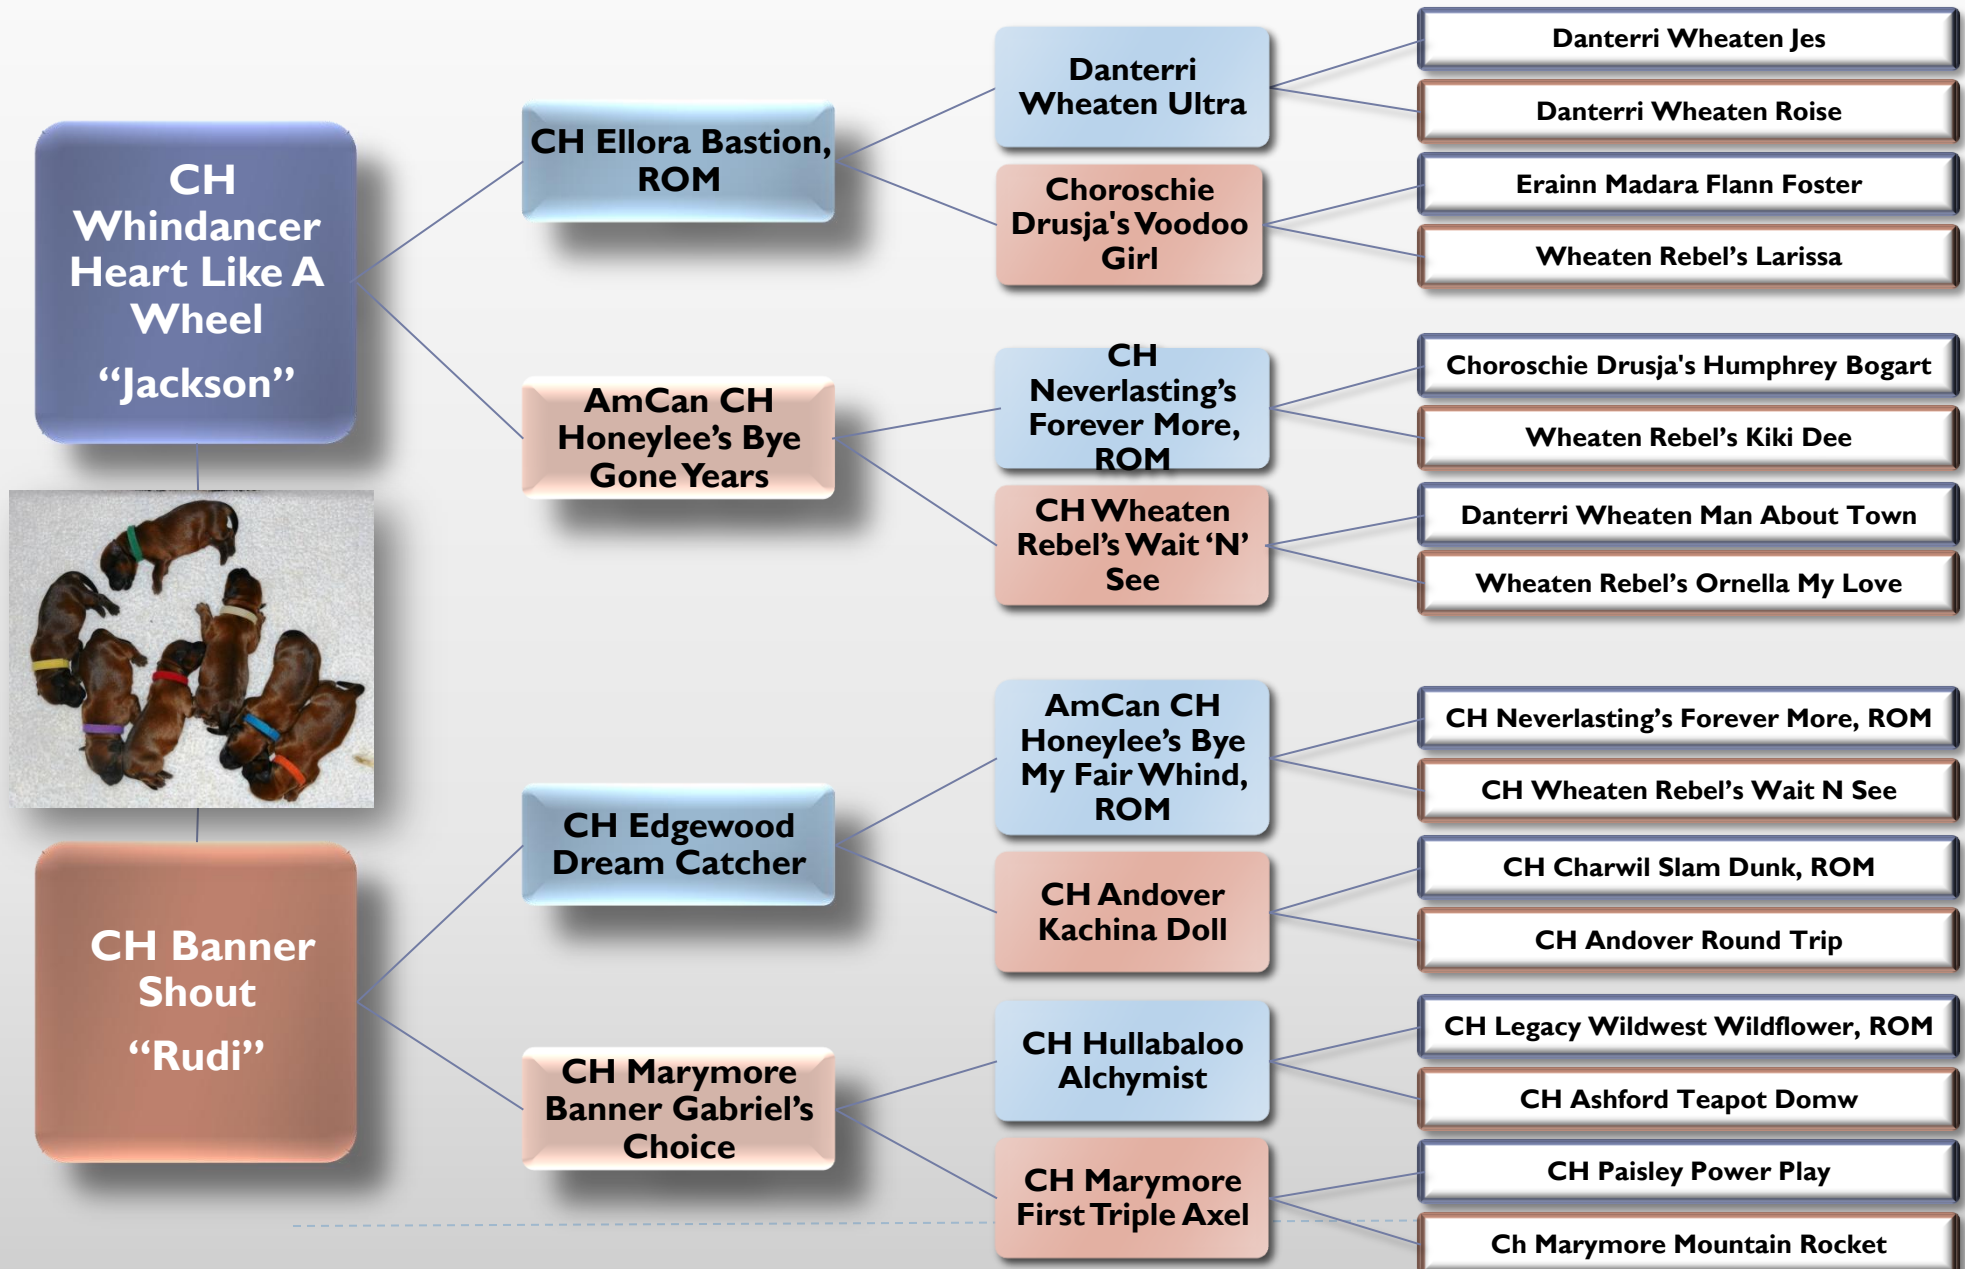 CH
Whindancer
Heart Like A
Wheel
“Jackson”
CH Banner
Shout
“Rudi”
CH Ellora Bastion,
ROM
AmCan CH
Honeylee’s Bye
Gone Years
CH Edgewood
Dream Catcher
CH Marymore
Banner Gabriel’s
Choice
Danterri
Wheaten Ultra
Choroschie
Drusja's Voodoo
Girl
CH
Neverlasting’s
Forever More,
ROM
CH Wheaten
Rebel’s Wait ‘N’
See
AmCan CH
Honeylee’s Bye
My Fair Whind,
ROM
CH Andover
Kachina Doll
CH Hullabaloo
Alchymist
CH Marymore
First Triple Axel
Danterri Wheaten Jes
Danterri Wheaten Roise
Erainn Madara Flann Foster
Wheaten Rebel’s Larissa
Choroschie Drusja's Humphrey Bogart
Wheaten Rebel’s Kiki Dee
Danterri Wheaten Man About Town
Wheaten Rebel’s Ornella My Love
CH Neverlasting’s Forever More, ROM
CH Wheaten Rebel’s Wait N See
CH Charwil Slam Dunk, ROM
CH Andover Round Trip
CH Legacy Wildwest Wildflower, ROM
CH Ashford Teapot Domw
CH Paisley Power Play
Ch Marymore Mountain Rocket